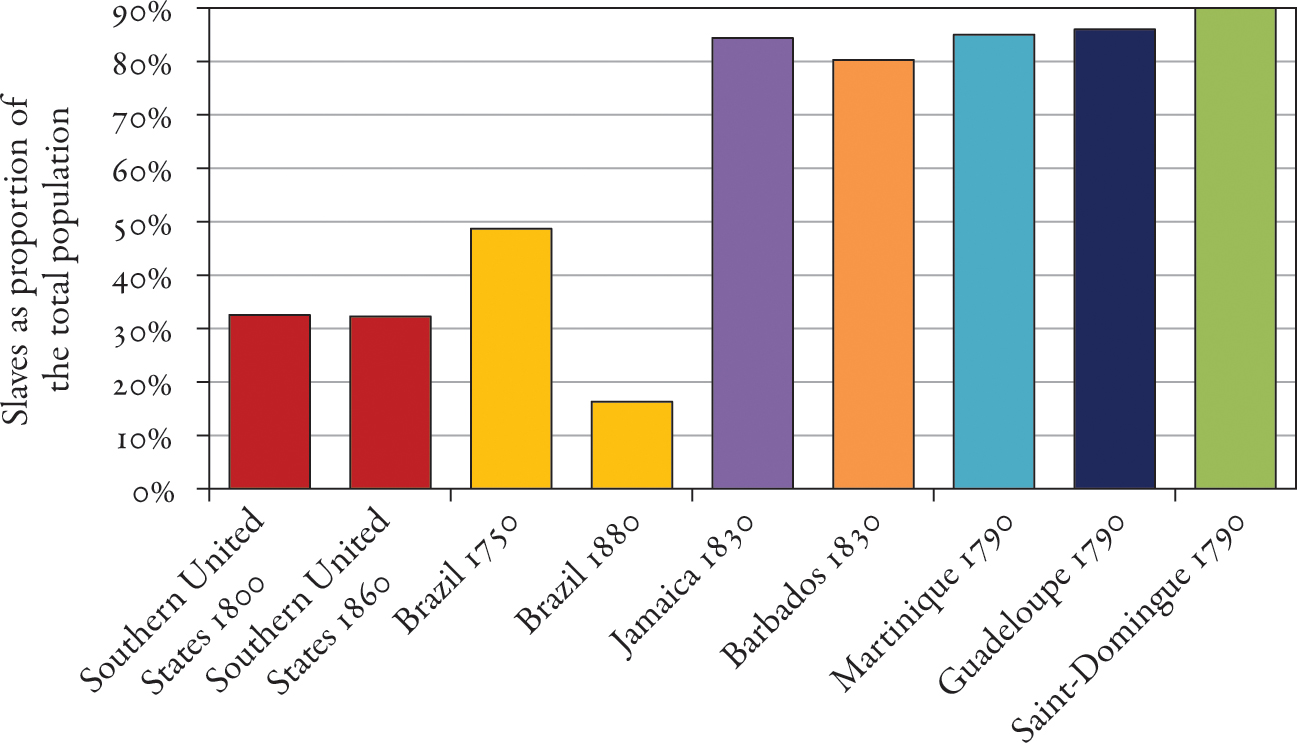 Slaves as proportion of
the total population
90%
80%
70%
60%
50%
40%
30%
20%
10%
0%
Southern United
States 1800
Southern United
States 1860
Brazil 1750
Brazil 1880
Jamaica 1830
Barbados 1830
Martinique 1790
Guadeloupe 1790
Saint-Domingue 1790